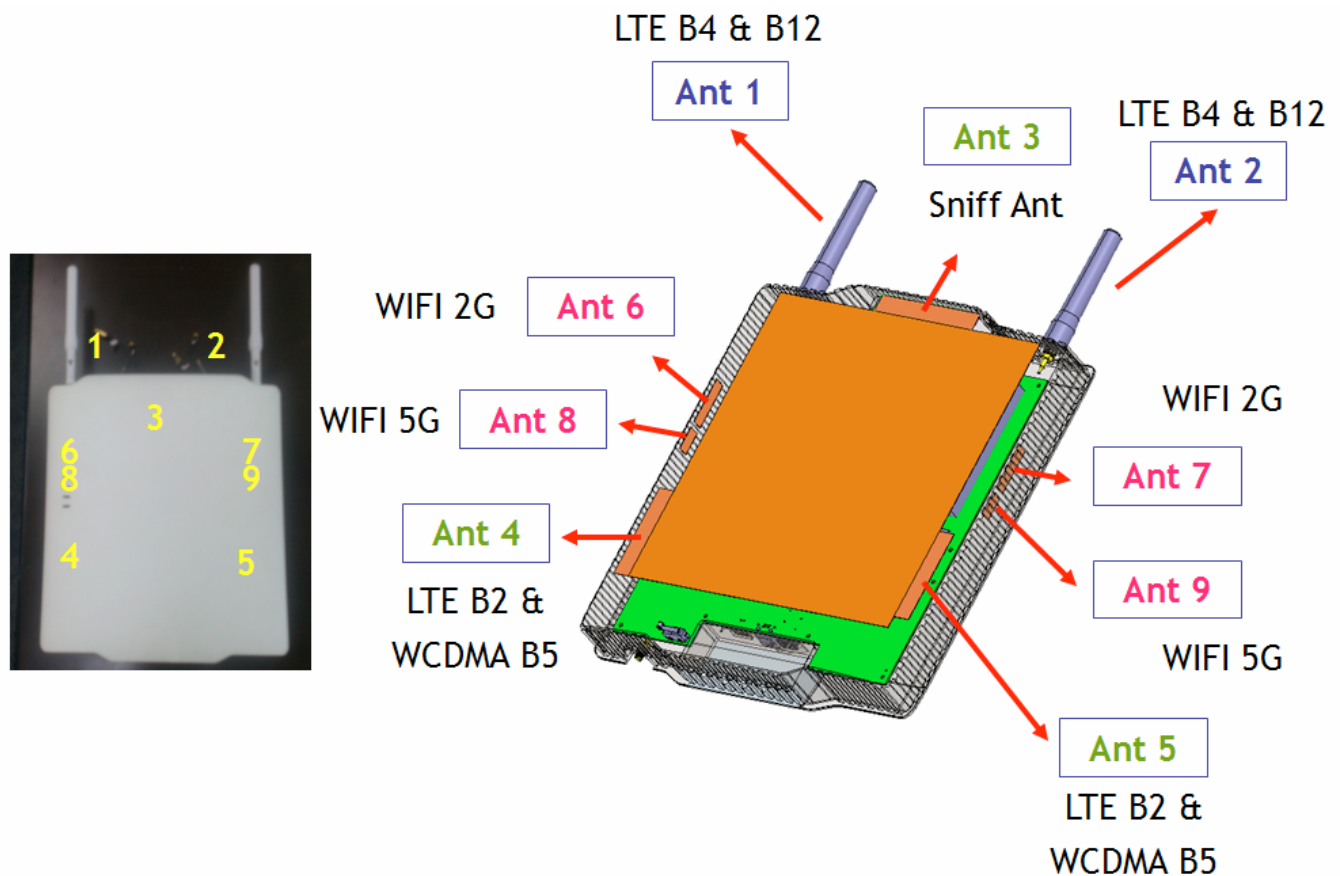 LTE B4 & B12
Ant 1
LTE B4 & B12
Ant 2
Ant 3
Sniff Ant
WIFI 2G
Ant 6
WIFI 5G
Ant 8
Ant 4
LTE B2 &
WCDMA B5
WIFI 2G
Ant 7
Ant 9
WIFI 5G
Ant 5
LTE B2 &
WCDMA B5
1 2
3
6 7
8 9
4 5